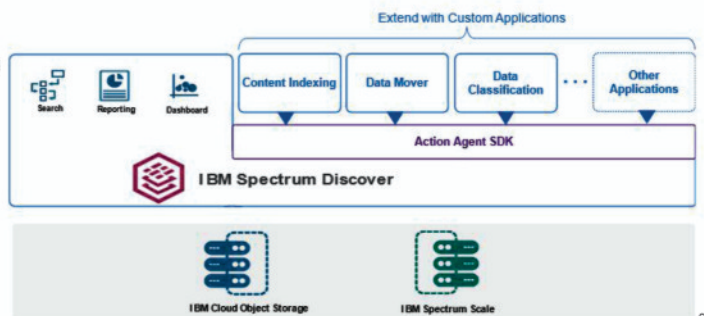 Extend with Custom Applications
Search
Reporting
Dashboard
Content Indexing
Data Mover
Data
Classification
• • •
Other
Applications
Action Agent SDK
IBM Spectrum Discover
IBM Cloud Object Storage
IBM Spectrum Scale